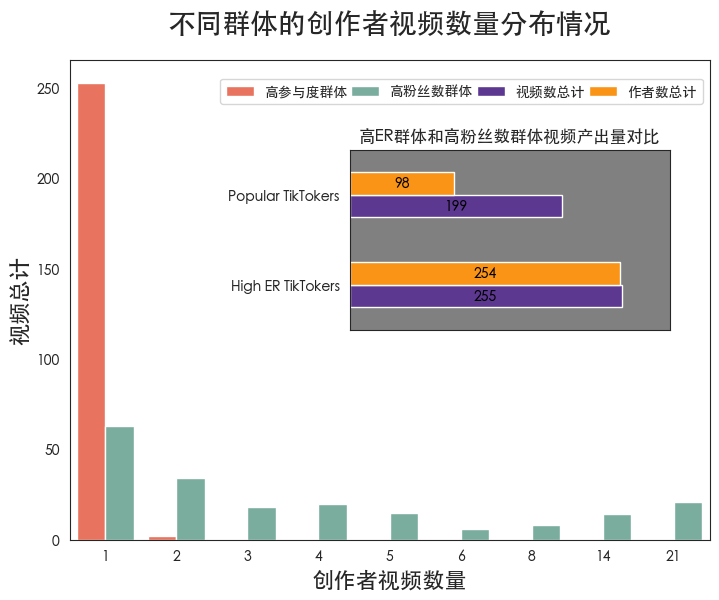 不同群体的创作者视频数量分布情况
高参与度群体 高粉丝数群体 视频数总计 作者数总计
高ER群体和高粉丝数群体视频产出量对比
Popular TikTokers
98
199
High ER TikTokers
254
255
视频总计
250
200
150
100
50
0
1 2 3 4 5 6 8 14 21
创作者视频数量